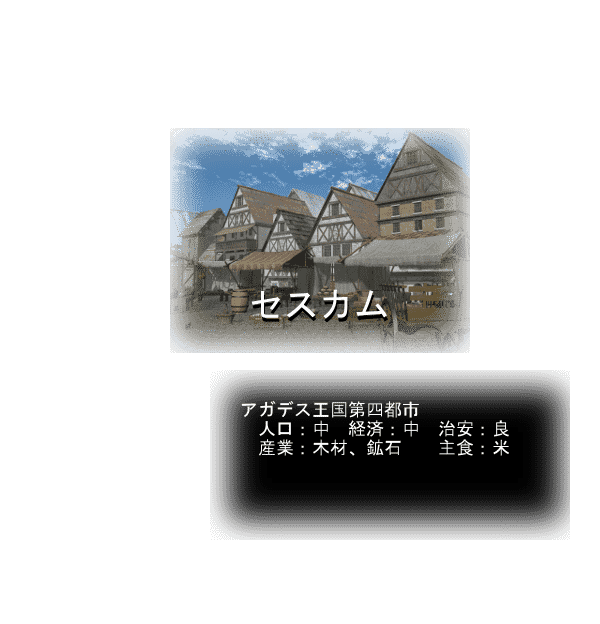 セスカム
アガデス王国第四都市
人口：中　経済：中　治安：良
産業：木材、鉱石　　主食：米